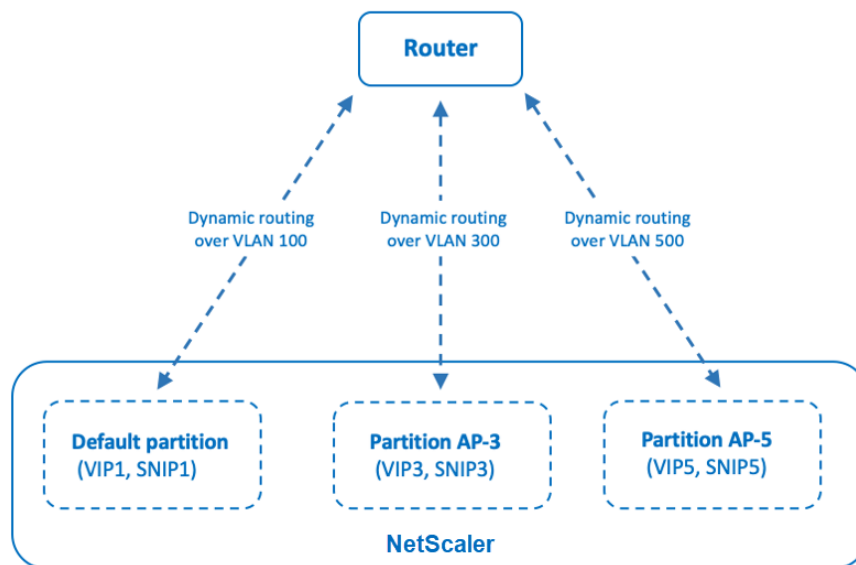 Router
Dynamic routing
over VLAN 100
Dynamic routing
over VLAN 300
Dynamic routing
over VLAN 500
Default partition
(VIP1, SNIP1)
Partition AP-3
(VIP3, SNIP3)
Partition AP-5
(VIP5, SNIP5)
NetScaler